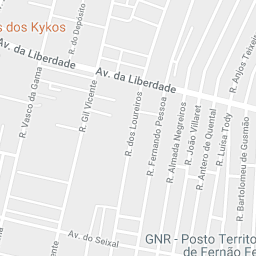 s dos Kykos
R. do Depósito
Av. da Liberdade
Av. da Liberdade
R. Anjos Teixei
R. Vasco da Gama
R. Gil Vicente
R. dos Loureiros
R. Fernando Pessoa
R. Almada Negreiros
R. João Villaret
R. Antero de Quental
R. Luísa Tody
R. Bartolomeu de Gusmão
Av. do Seixal
GNR - Posto Territo
de Fernão Fe